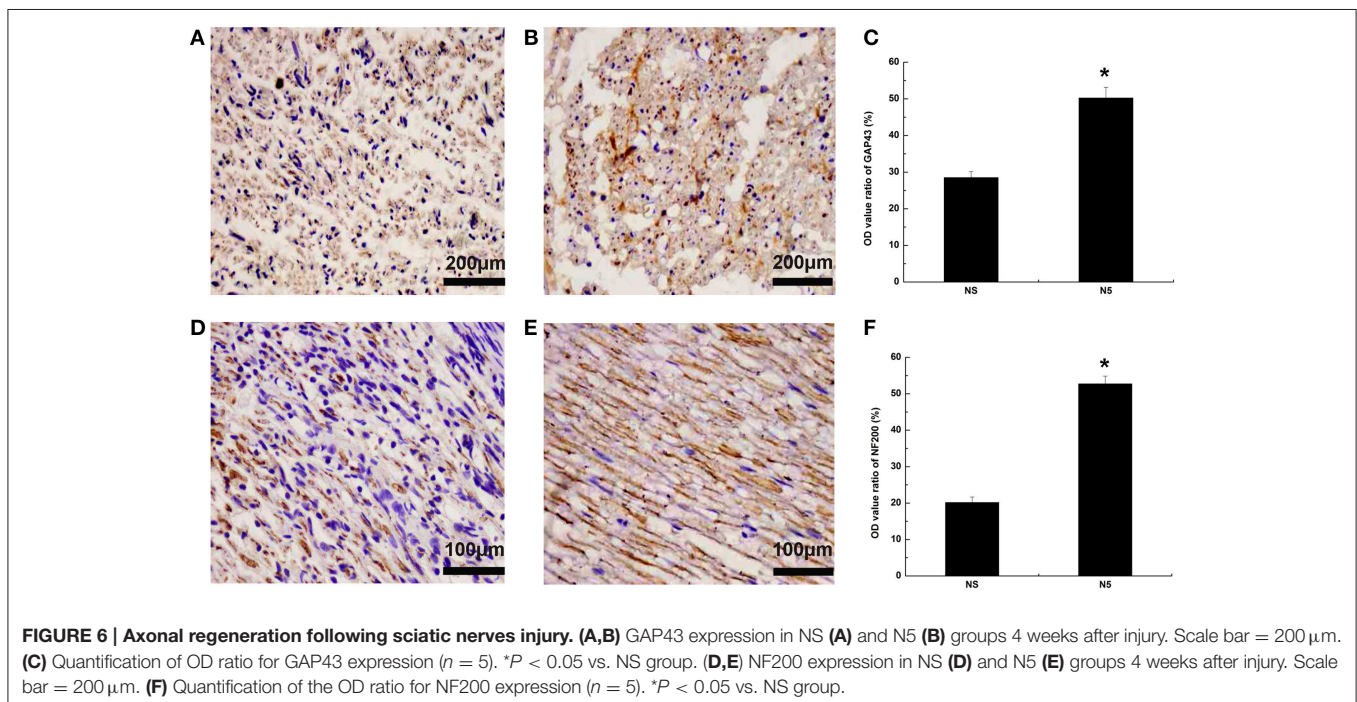 A
B
C
200µm
200µm
OD value ratio of GAP43 (%)
60
50
40
30
20
10
0
*
NS
N5
D
E
F
100µm
100µm
OD value ratio of NF200 (%)
60
50
40
30
20
10
0
*
NS
N5
FIGURE 6 | Axonal regeneration following sciatic nerves injury. (A,B) GAP43 expression in NS (A) and N5 (B) groups 4 weeks after injury. Scale bar = 200 µm.
(C) Quantification of OD ratio for GAP43 expression (n = 5). *P < 0.05 vs. NS group. (D,E) NF200 expression in NS (D) and N5 (E) groups 4 weeks after injury. Scale
bar = 200 µm. (F) Quantification of the OD ratio for NF200 expression (n = 5). *P < 0.05 vs. NS group.